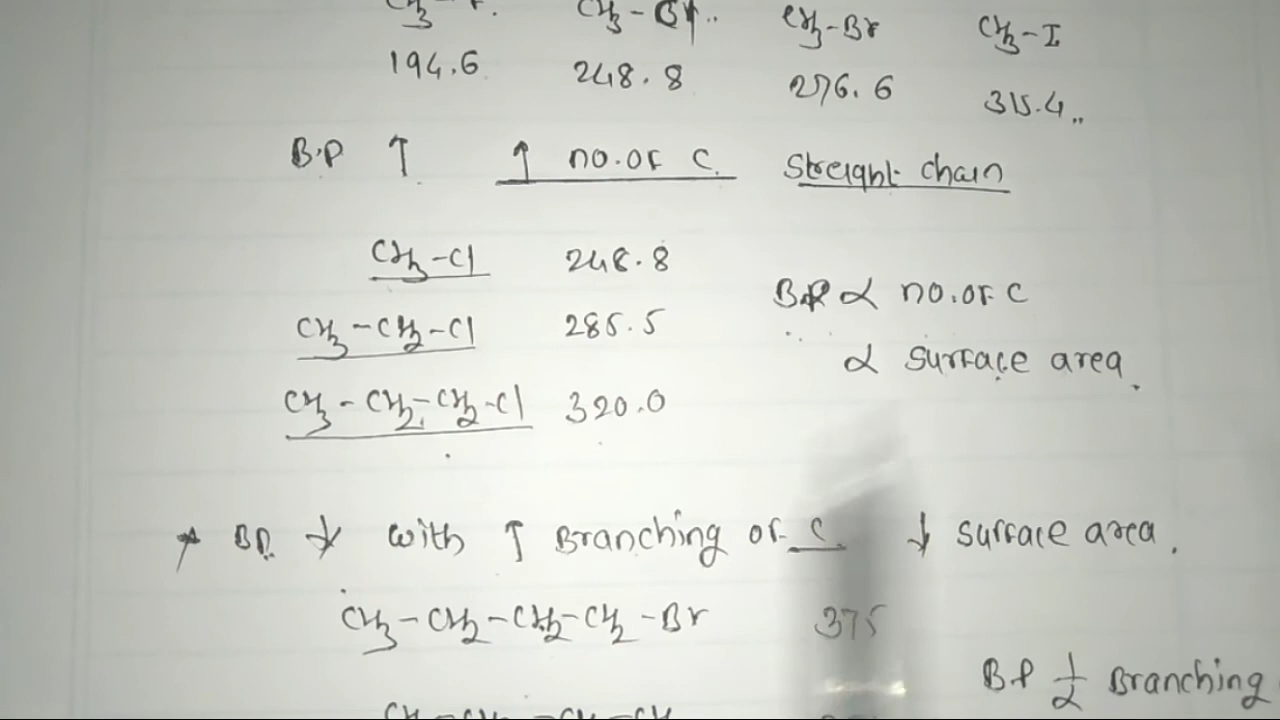 CH3-F. CH3-Cl.. CH3-Br CH3-I
194.6 248.8 276.6 315.4,,
B.P ↑ ↑ no.of C. Streight chain
CH3-Cl 248.8
B.P ∝ no.of C
CH3-CH2-Cl 285.5
∝ surface area.
CH3-CH2-CH2-Cl 320.0
BP. ↓ with ↑ Branching of C. ↓ surface area.
CH3-CH2-CH2-CH2-Br 375
B.P 1/∝ Branching